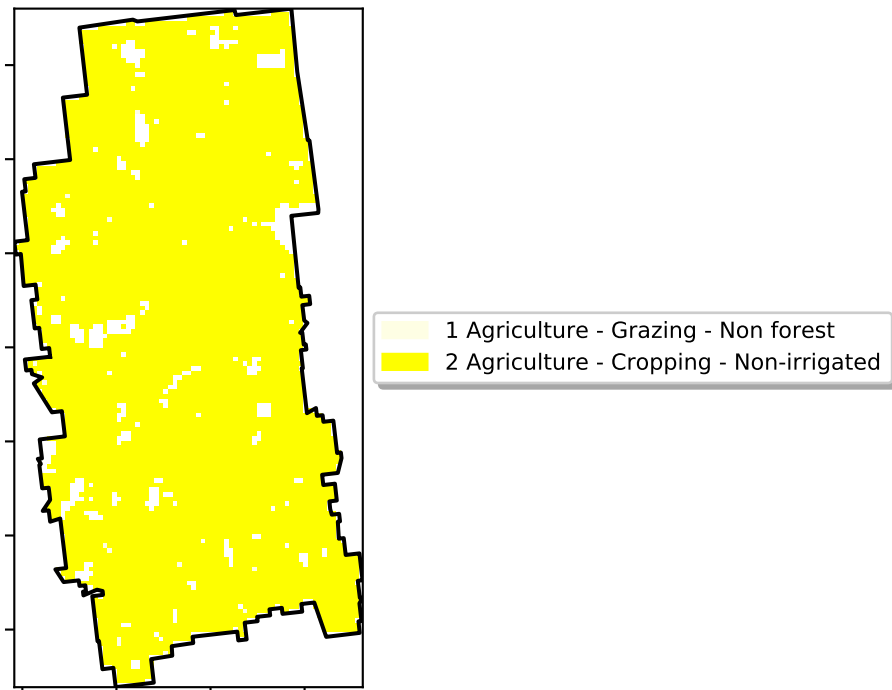 1 Agriculture - Grazing - Non forest
2 Agriculture - Cropping - Non-irrigated